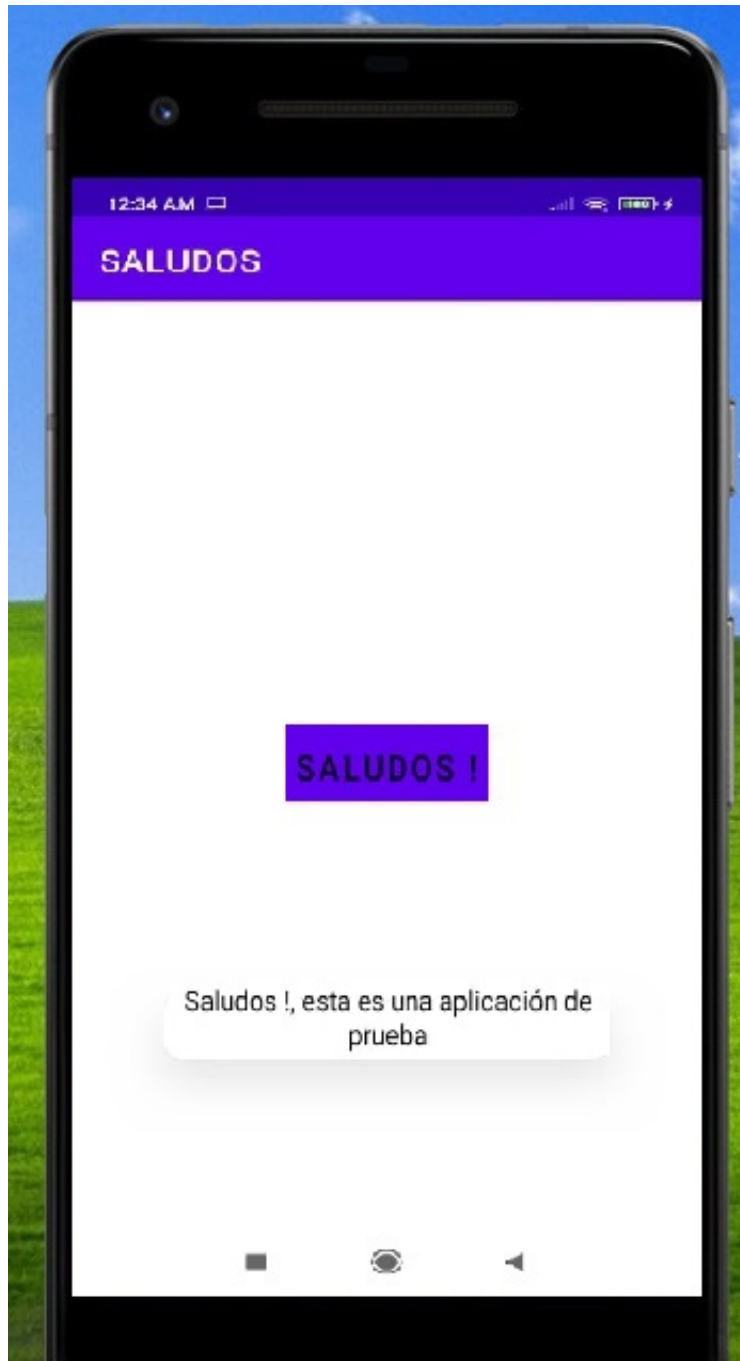 12:34 AM
SALUDOS
SALUDOS !
Saludos !, esta es una aplicación de
prueba